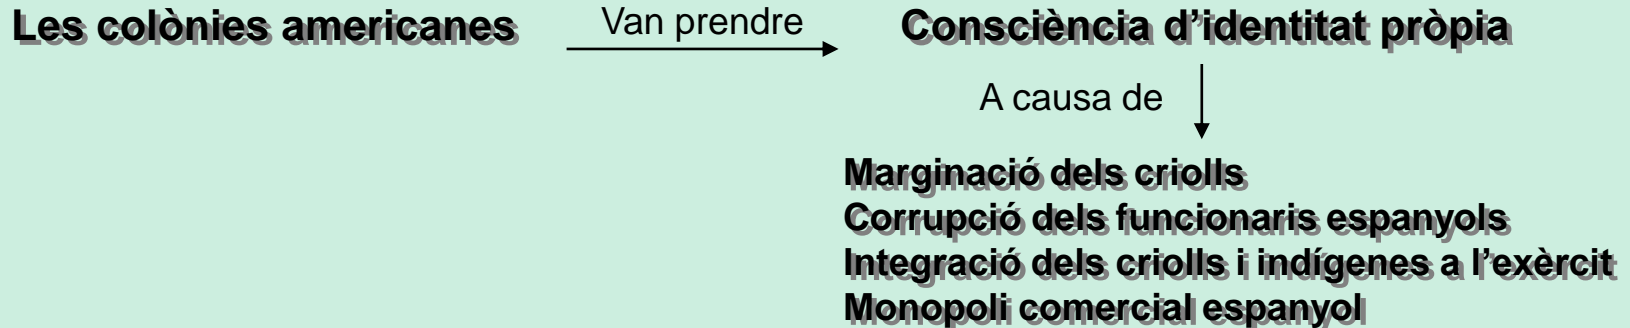 Les colònies americanes Van prendre Consciència d’identitat pròpia
A causa de
Marginació dels criolls
Corrupció dels funcionaris espanyols
Integració dels criolls i indígenes a l’exèrcit
Monopoli comercial espanyol